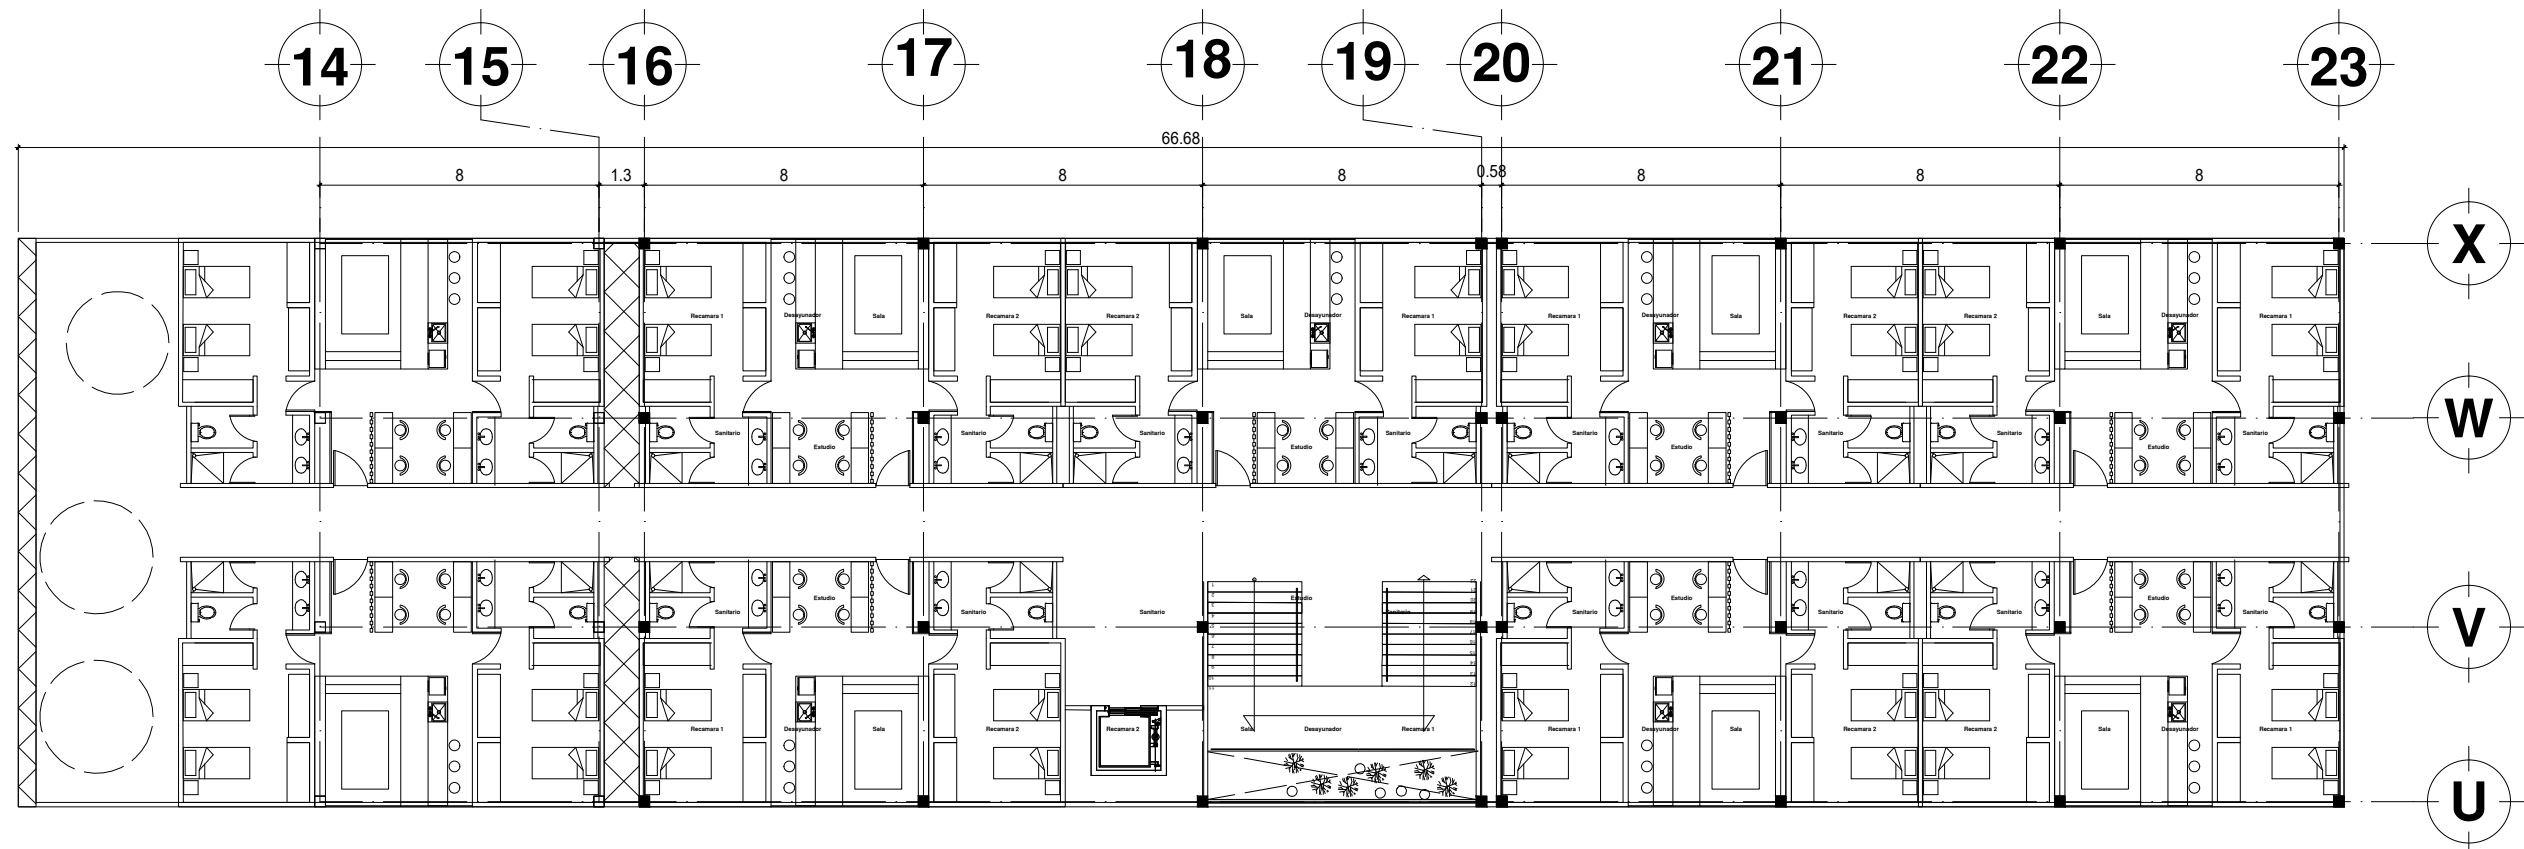 14 15 16 17 18 19 20 21 22 23
66.68
8 1.3 8 8 8 0.58 8 8 8
X
Recamara 1 Desayunador Sala Recamara 2 Recamara 2 Sala Desayunador Recamara 1 Recamara 1 Desayunador Sala Recamara 2 Recamara 2 Sala Desayunador Recamara 1
W
Sanitario Estudio Sanitario Sanitario Estudio Sanitario Sanitario Estudio Sanitario Sanitario Estudio Sanitario
Sanitario Estudio Sanitario Sanitario Estudio Sanitario Sanitario Estudio Sanitario Sanitario Estudio Sanitario
V
Recamara 1 Desayunador Sala Recamara 2 Recamara 2 Sala Desayunador Recamara 1 Recamara 1 Desayunador Sala Recamara 2 Recamara 2 Sala Desayunador Recamara 1
U